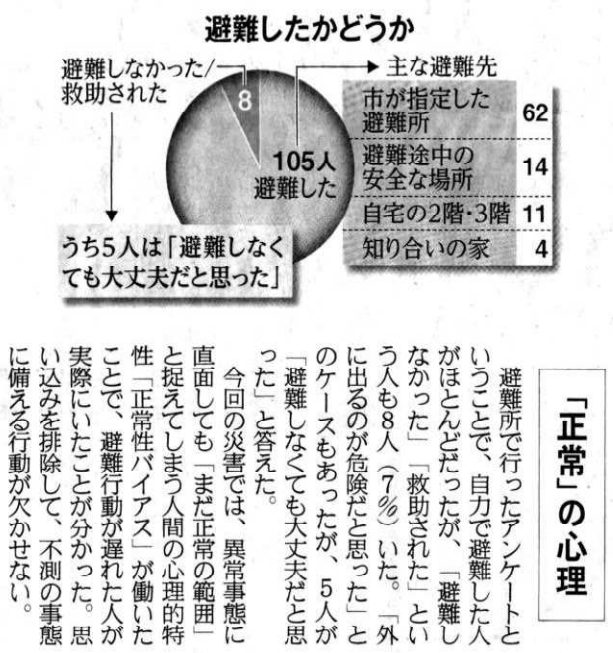 避難したかどうか
避難しなかった/
救助された
8
105人
避難した
うち5人は「避難しなく
ても大丈夫だと思った」
主な避難先
市が指定した
避難所
62
避難途中の
安全な場所
14
自宅の2階・3階
11
知り合いの家
4
「正常」の心理
避難所で行ったアンケートと
いうことで、自力で避難した人
がほとんどだったが、「避難し
なかった」「救助された」とい
う人も8人（7％）いた。「外
に出るのが危険だと思った」と
のケースもあったが、5人が
「避難しなくても大丈夫だと思
った」と答えた。
今回の災害では、異常事態に
直面しても「まだ正常の範囲」
と捉えてしまう人間の心理的特
性「正常性バイアス」が働いた
ことで、避難行動が遅れた人が
実際にいたことが分かった。思
い込みを排除して、不測の事態
に備える行動が欠かせない。